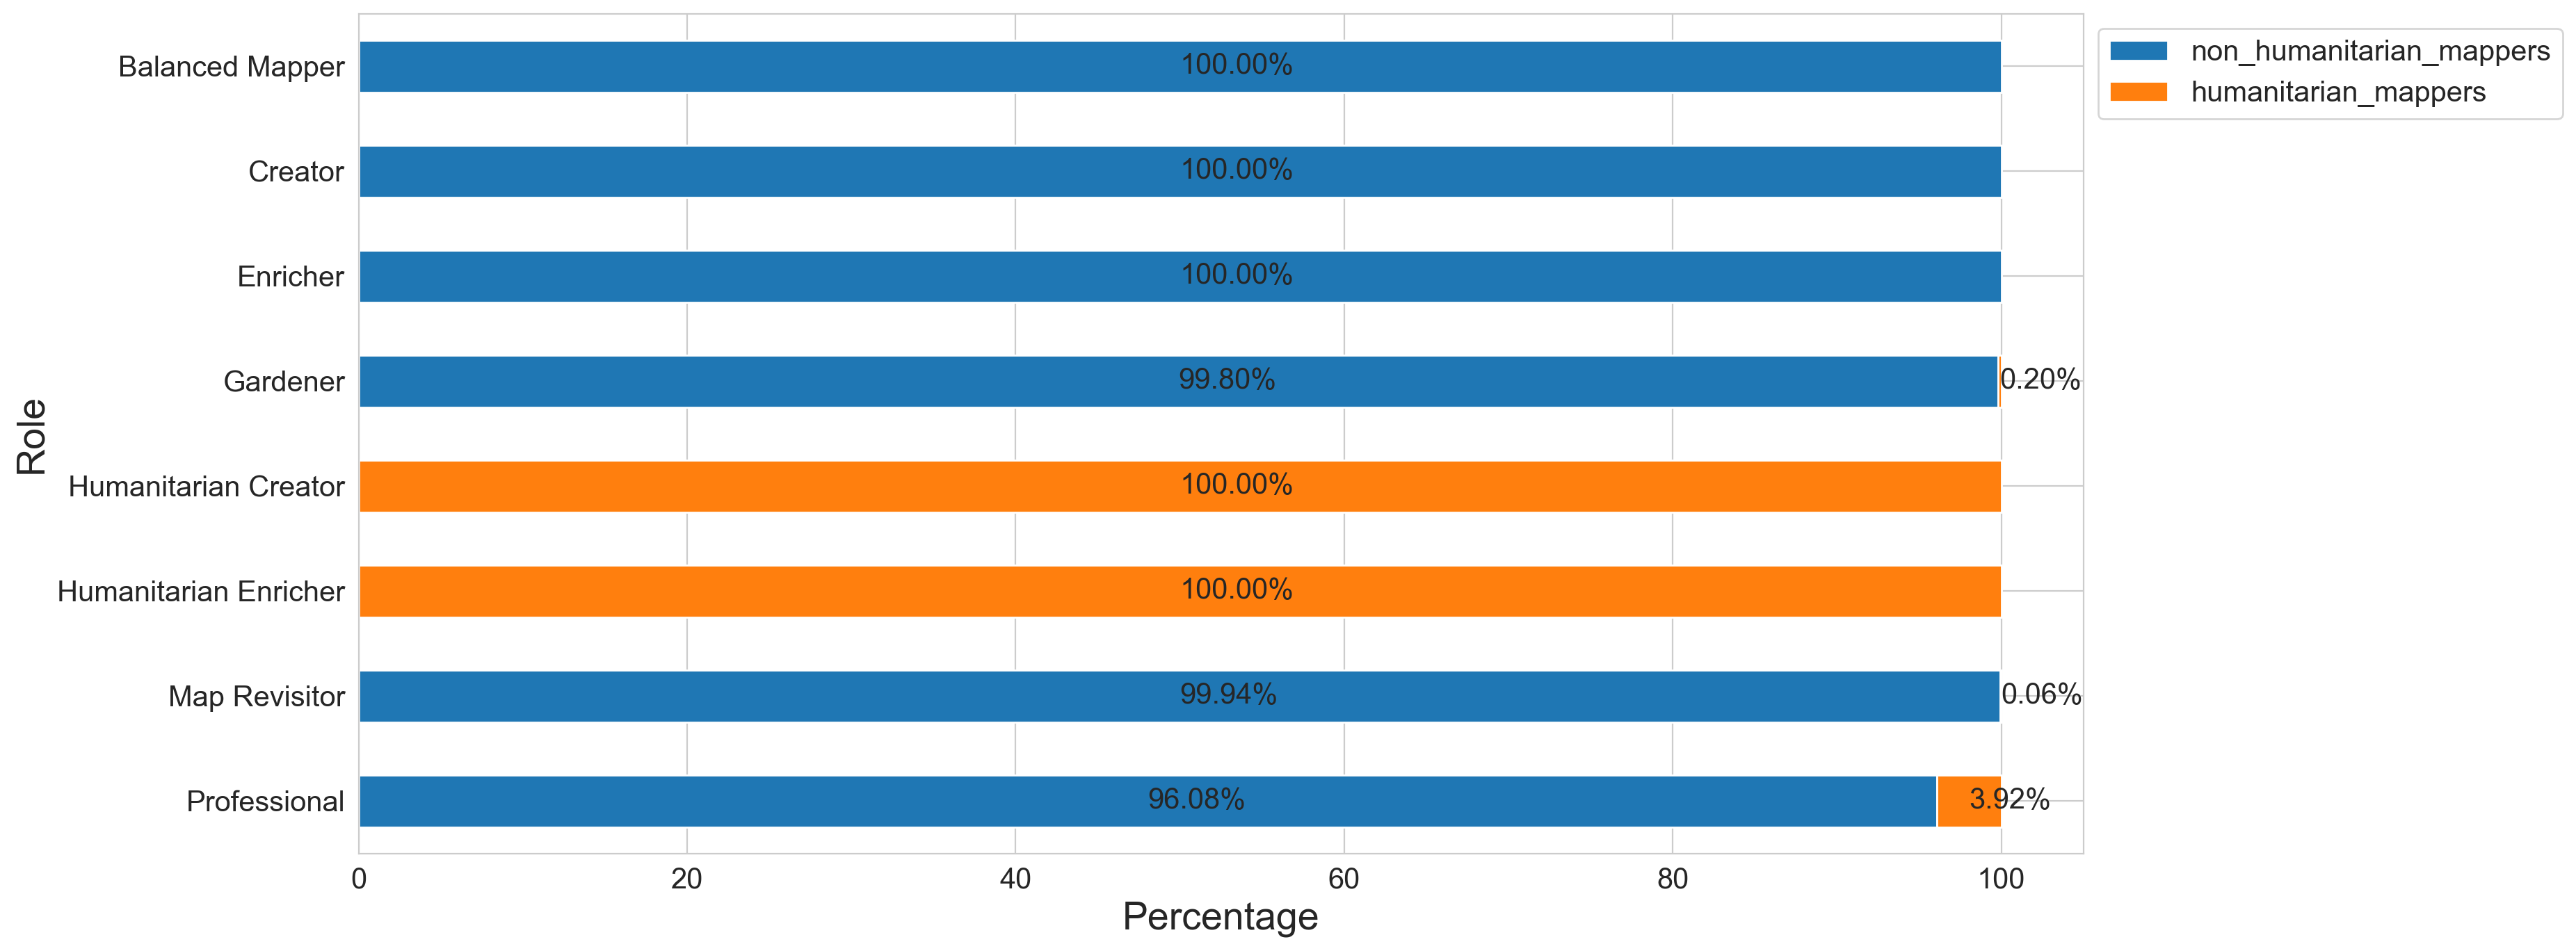 non_humanitarian_mappers
humanitarian_mappers
Balanced Mapper 100.00%
Creator 100.00%
Enricher 100.00%
Gardener 99.80% 0.20%
Humanitarian Creator 100.00%
Humanitarian Enricher 100.00%
Map Revisitor 99.94% 0.06%
Professional 96.08% 3.92%
Role
0 20 40 60 80 100
Percentage